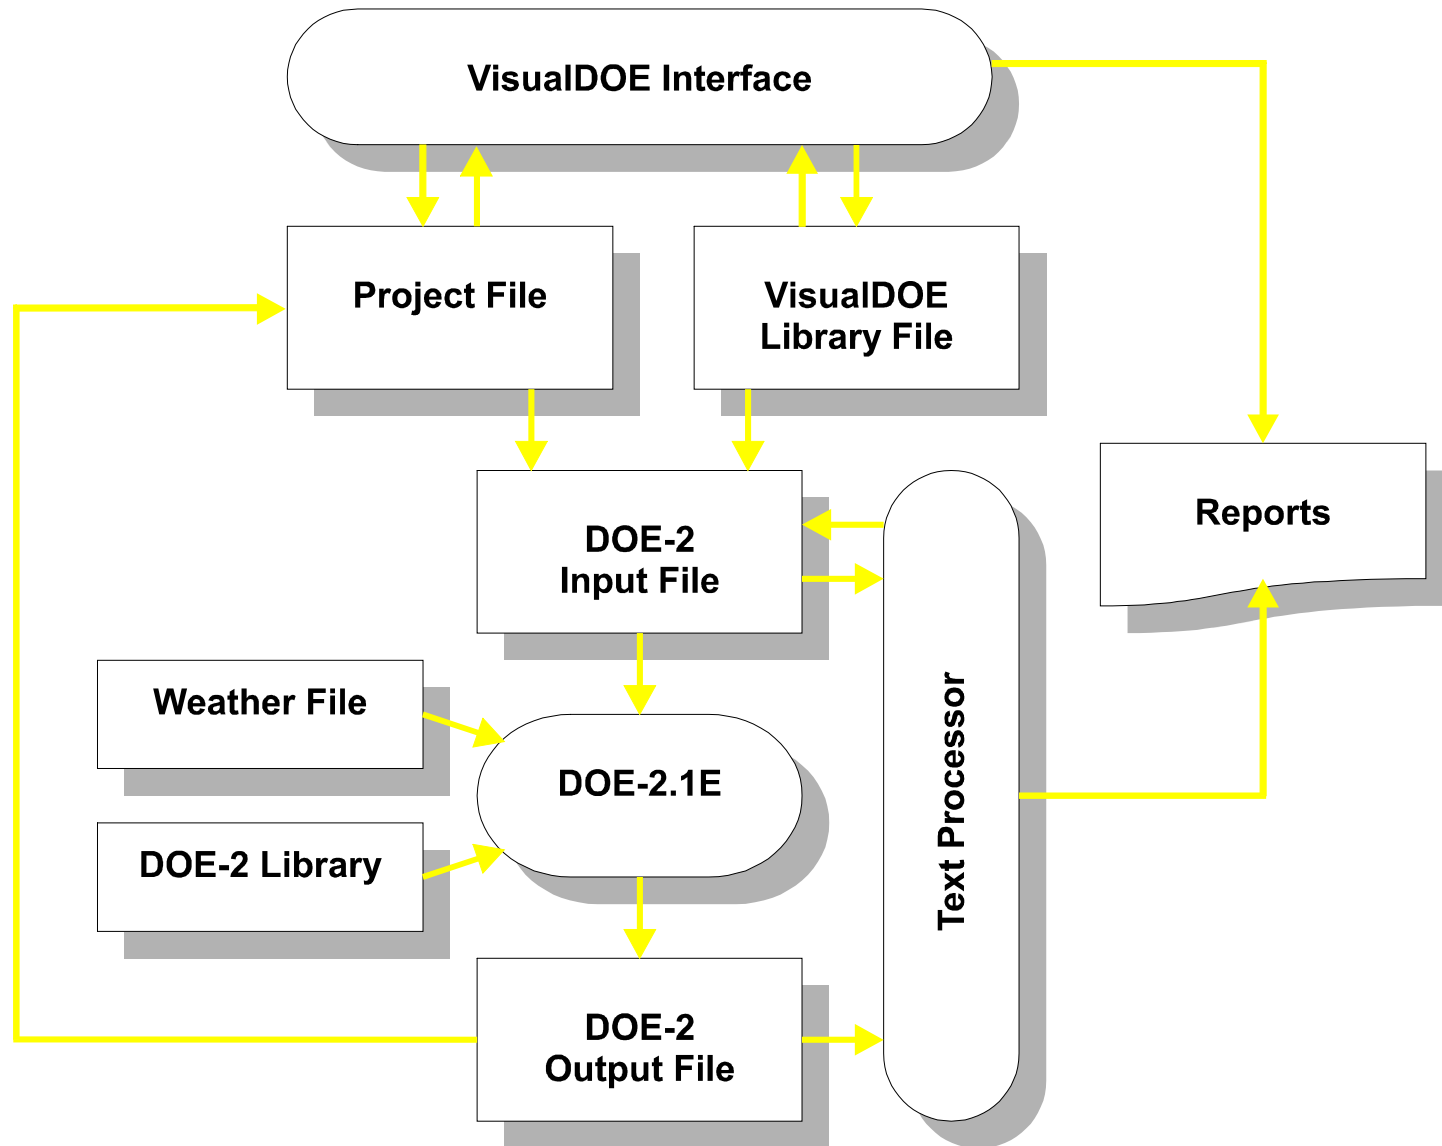 VisualDOE Interface
Project File
VisualDOE
Library File
Reports
DOE-2
Input File
Weather File
DOE-2.1E
Text Processor
DOE-2 Library
DOE-2
Output File